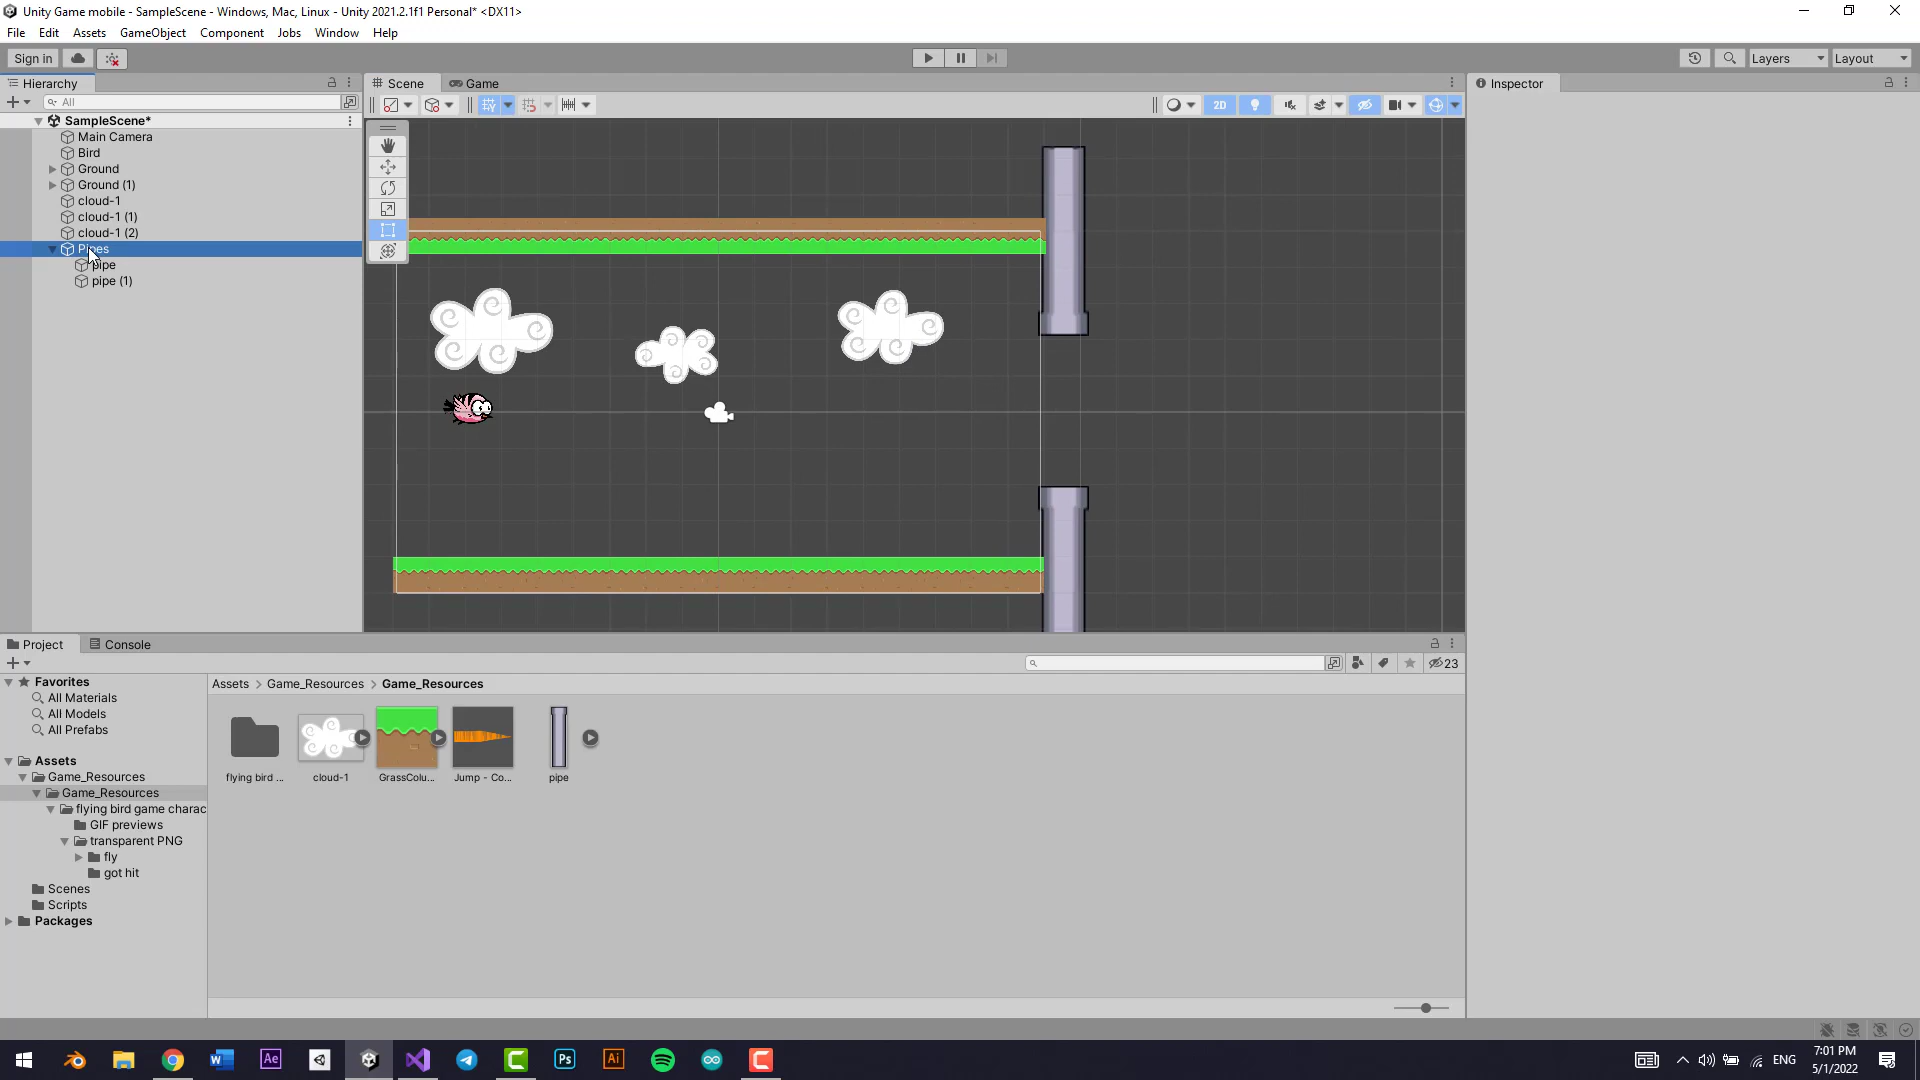 Unity Game mobile - SampleScene - Windows, Mac, Linux - Unity 2021.2.1f1 Personal* <DX11>
File Edit Assets GameObject Component Jobs Window Help
Sign in
Layers
Layout
Hierarchy
Scene
Game
Inspector
All
2D
SampleScene*
Main Camera
Bird
Ground
Ground (1)
cloud-1
cloud-1 (1)
cloud-1 (2)
Pipes
pipe
pipe (1)
Project
Console
23
Favorites
All Materials
All Models
All Prefabs
Assets > Game_Resources > Game_Resources
flying bird ...
cloud-1
GrassColu...
Jump - Co...
pipe
Assets
Game_Resources
Game_Resources
flying bird game charac
GIF previews
transparent PNG
fly
got hit
Scenes
Scripts
Packages
Ae
Ps
Ai
ENG
7:01 PM
5/1/2022